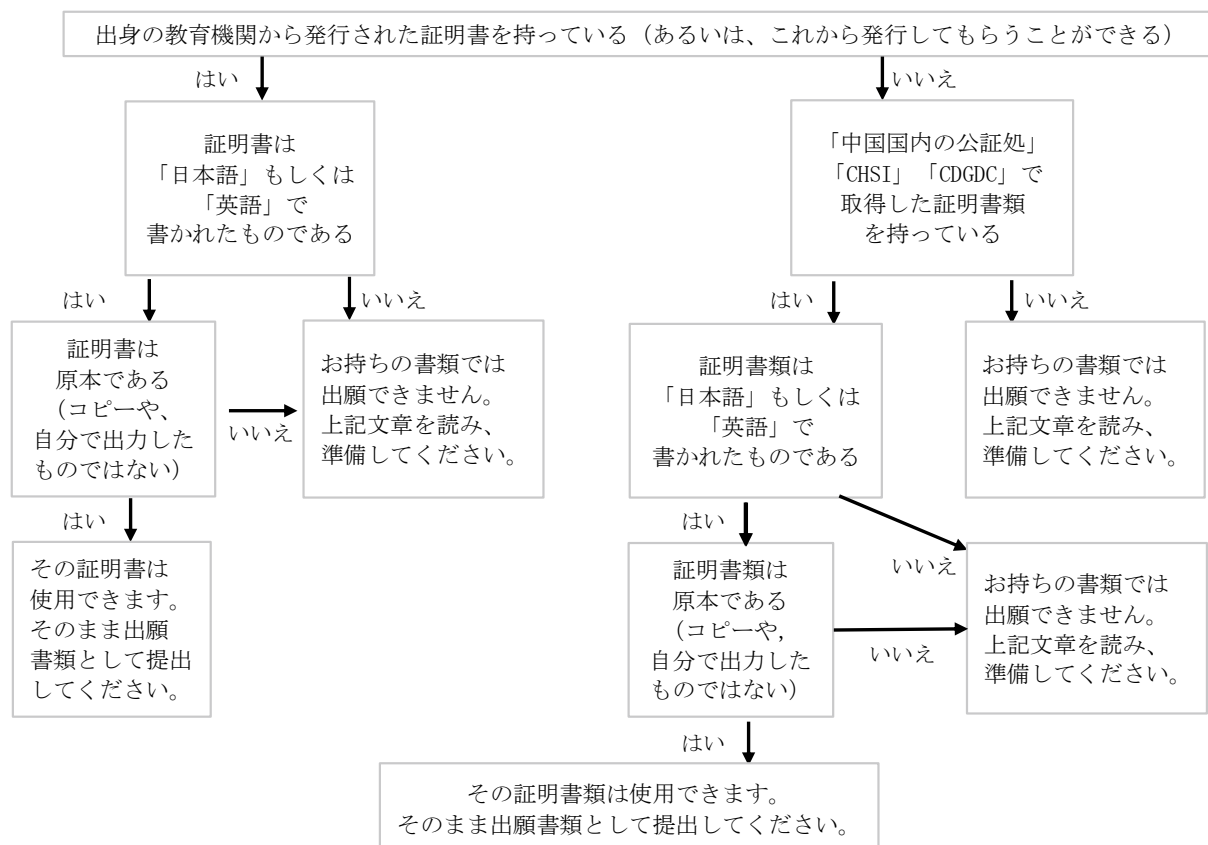 出身の教育機関から発行された証明書を持っている（あるいは、これから発行してもらうことができる）
はい
いいえ
証明書は
「日本語」もしくは
「英語」で
書かれたものである
「中国国内の公証処」
「CHSI」「CDGDC」で
取得した証明書類
を持っている
はい
いいえ
はい
いいえ
証明書は
原本である
（コピーや、
自分で出力した
ものではない）
いいえ
お持ちの書類では
出願できません。
上記文章を読み、
準備してください。
証明書類は
「日本語」もしくは
「英語」で
書かれたものである
お持ちの書類では
出願できません。
上記文章を読み、
準備してください。
はい
はい
いいえ
その証明書は
使用できます。
そのまま出願
書類として提出
してください。
証明書類は
原本である
（コピーや,
自分で出力した
ものではない）
いいえ
お持ちの書類では
出願できません。
上記文章を読み、
準備してください。
はい
その証明書類は使用できます。
そのまま出願書類として提出してください。